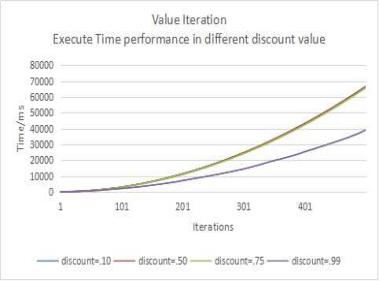 Value Iteration
Execute Time performance in different discount value
80000
70000
60000
50000
40000
30000
20000
10000
0
Time/ms
1 101 201 301 401
Iterations
discount=.10 discount=.50 discount=.75 discount=.99